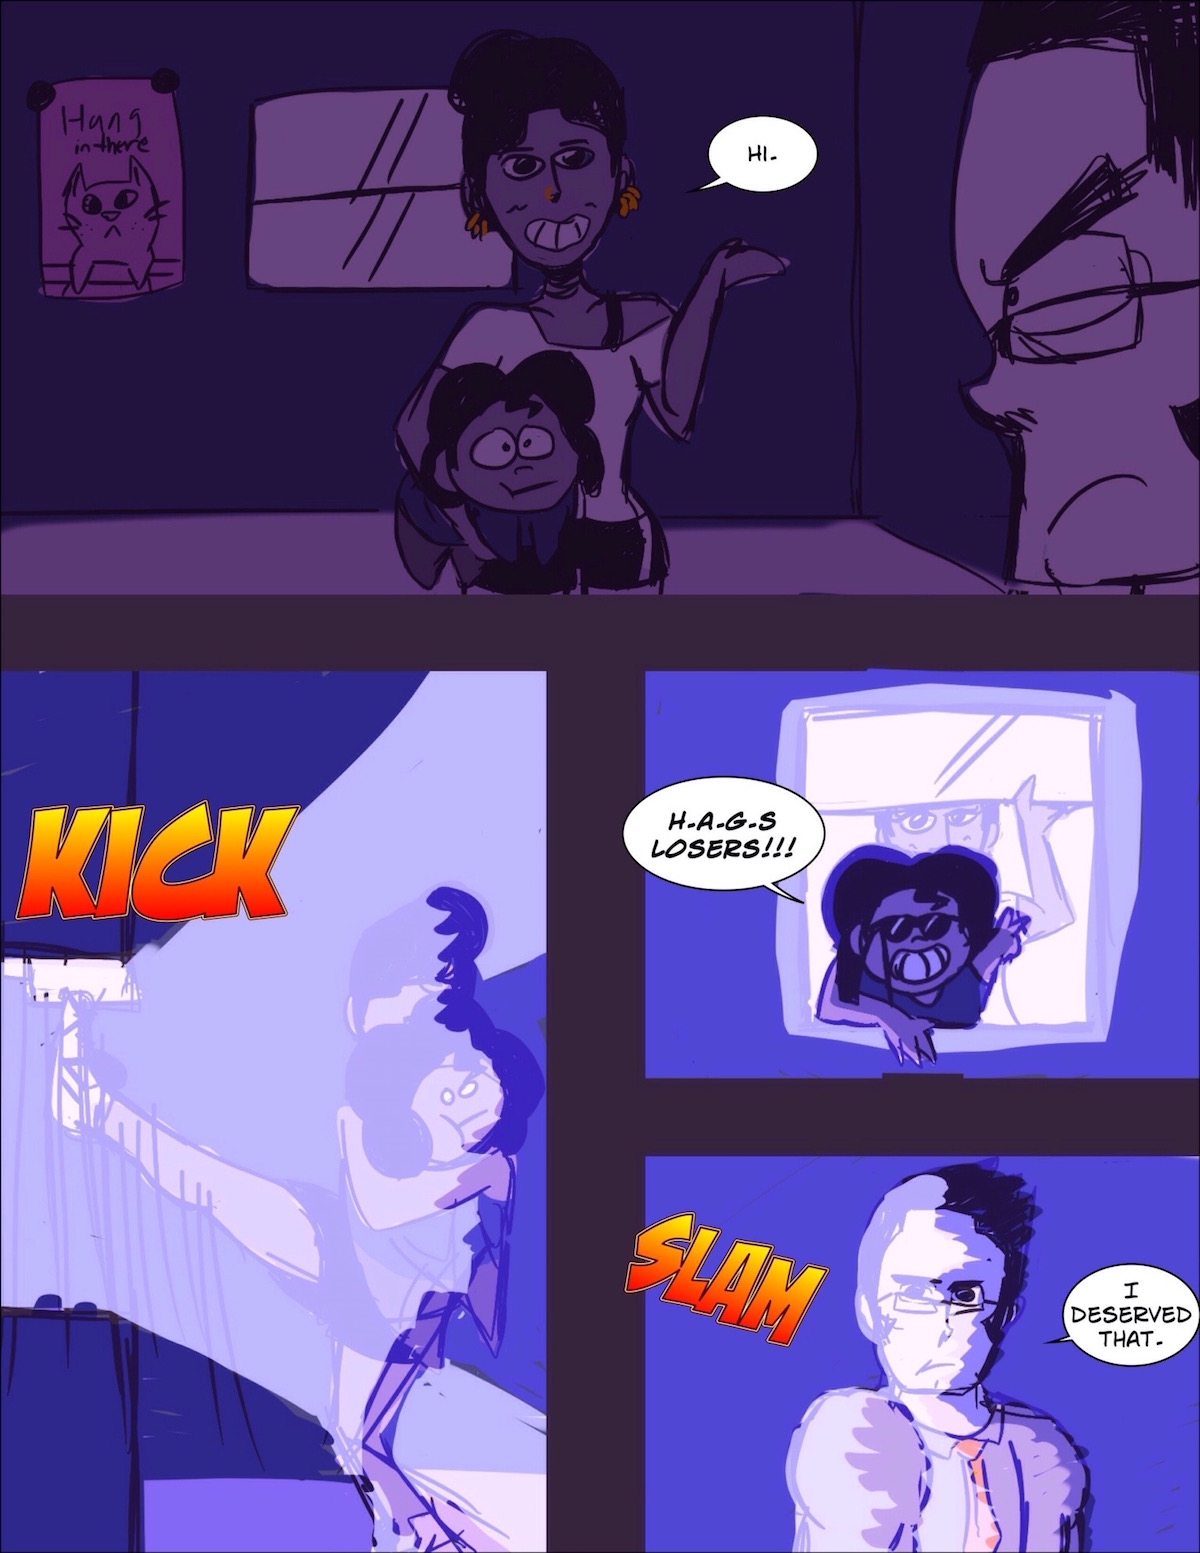 Hang
in there
HI.
KICK
H-A-G-S
LOSERS!!!
SLAM
I
DESERVED
THAT.